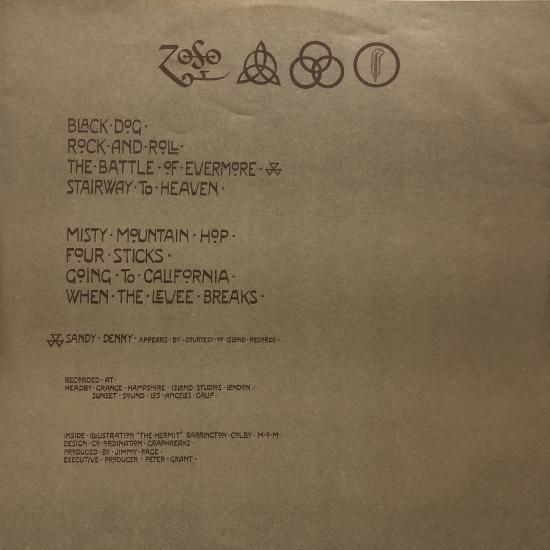 ZOSO
BLACK·DOG·
ROCK·AND·ROLL·
THE·BATTLE·OF·EVERMORE·
STAIRWAY·TO·HEAVEN·
MISTY·MOUNTAIN·HOP·
FOUR·STICKS·
GOING·TO·CALIFORNIA·
WHEN·THE·LEVEE·BREAKS·
SANDY·DENNY·APPEARS·BY·COURTESY·OF·ISLAND·RECORDS·
RECORDED·AT·
HEADLEY·GRANGE·HAMPSHIRE·ISLAND·STUDIOS·LONDON·
SUNSET·SOUND·LOS·ANGELES·CALIF·
INSIDE·ILLUSTRATION "THE·HERMIT" BARRINGTON·COLBY·M·O·M·
DESIGN·CO·ORDINATION·GRAPHREAKS·
PRODUCED·BY·JIMMY·PAGE·
EXECUTIVE·PRODUCER·PETER·GRANT·